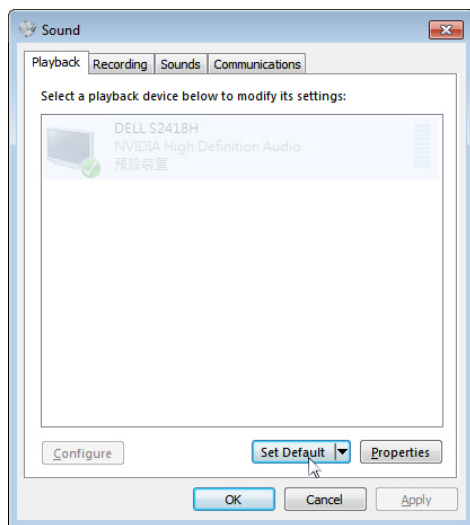 Sound
Playback Recording Sounds Communications
Select a playback device below to modify its settings:
DELL S2418H
NVIDIA High Definition Audio
預設裝置
Configure Set Default Properties
OK Cancel Apply